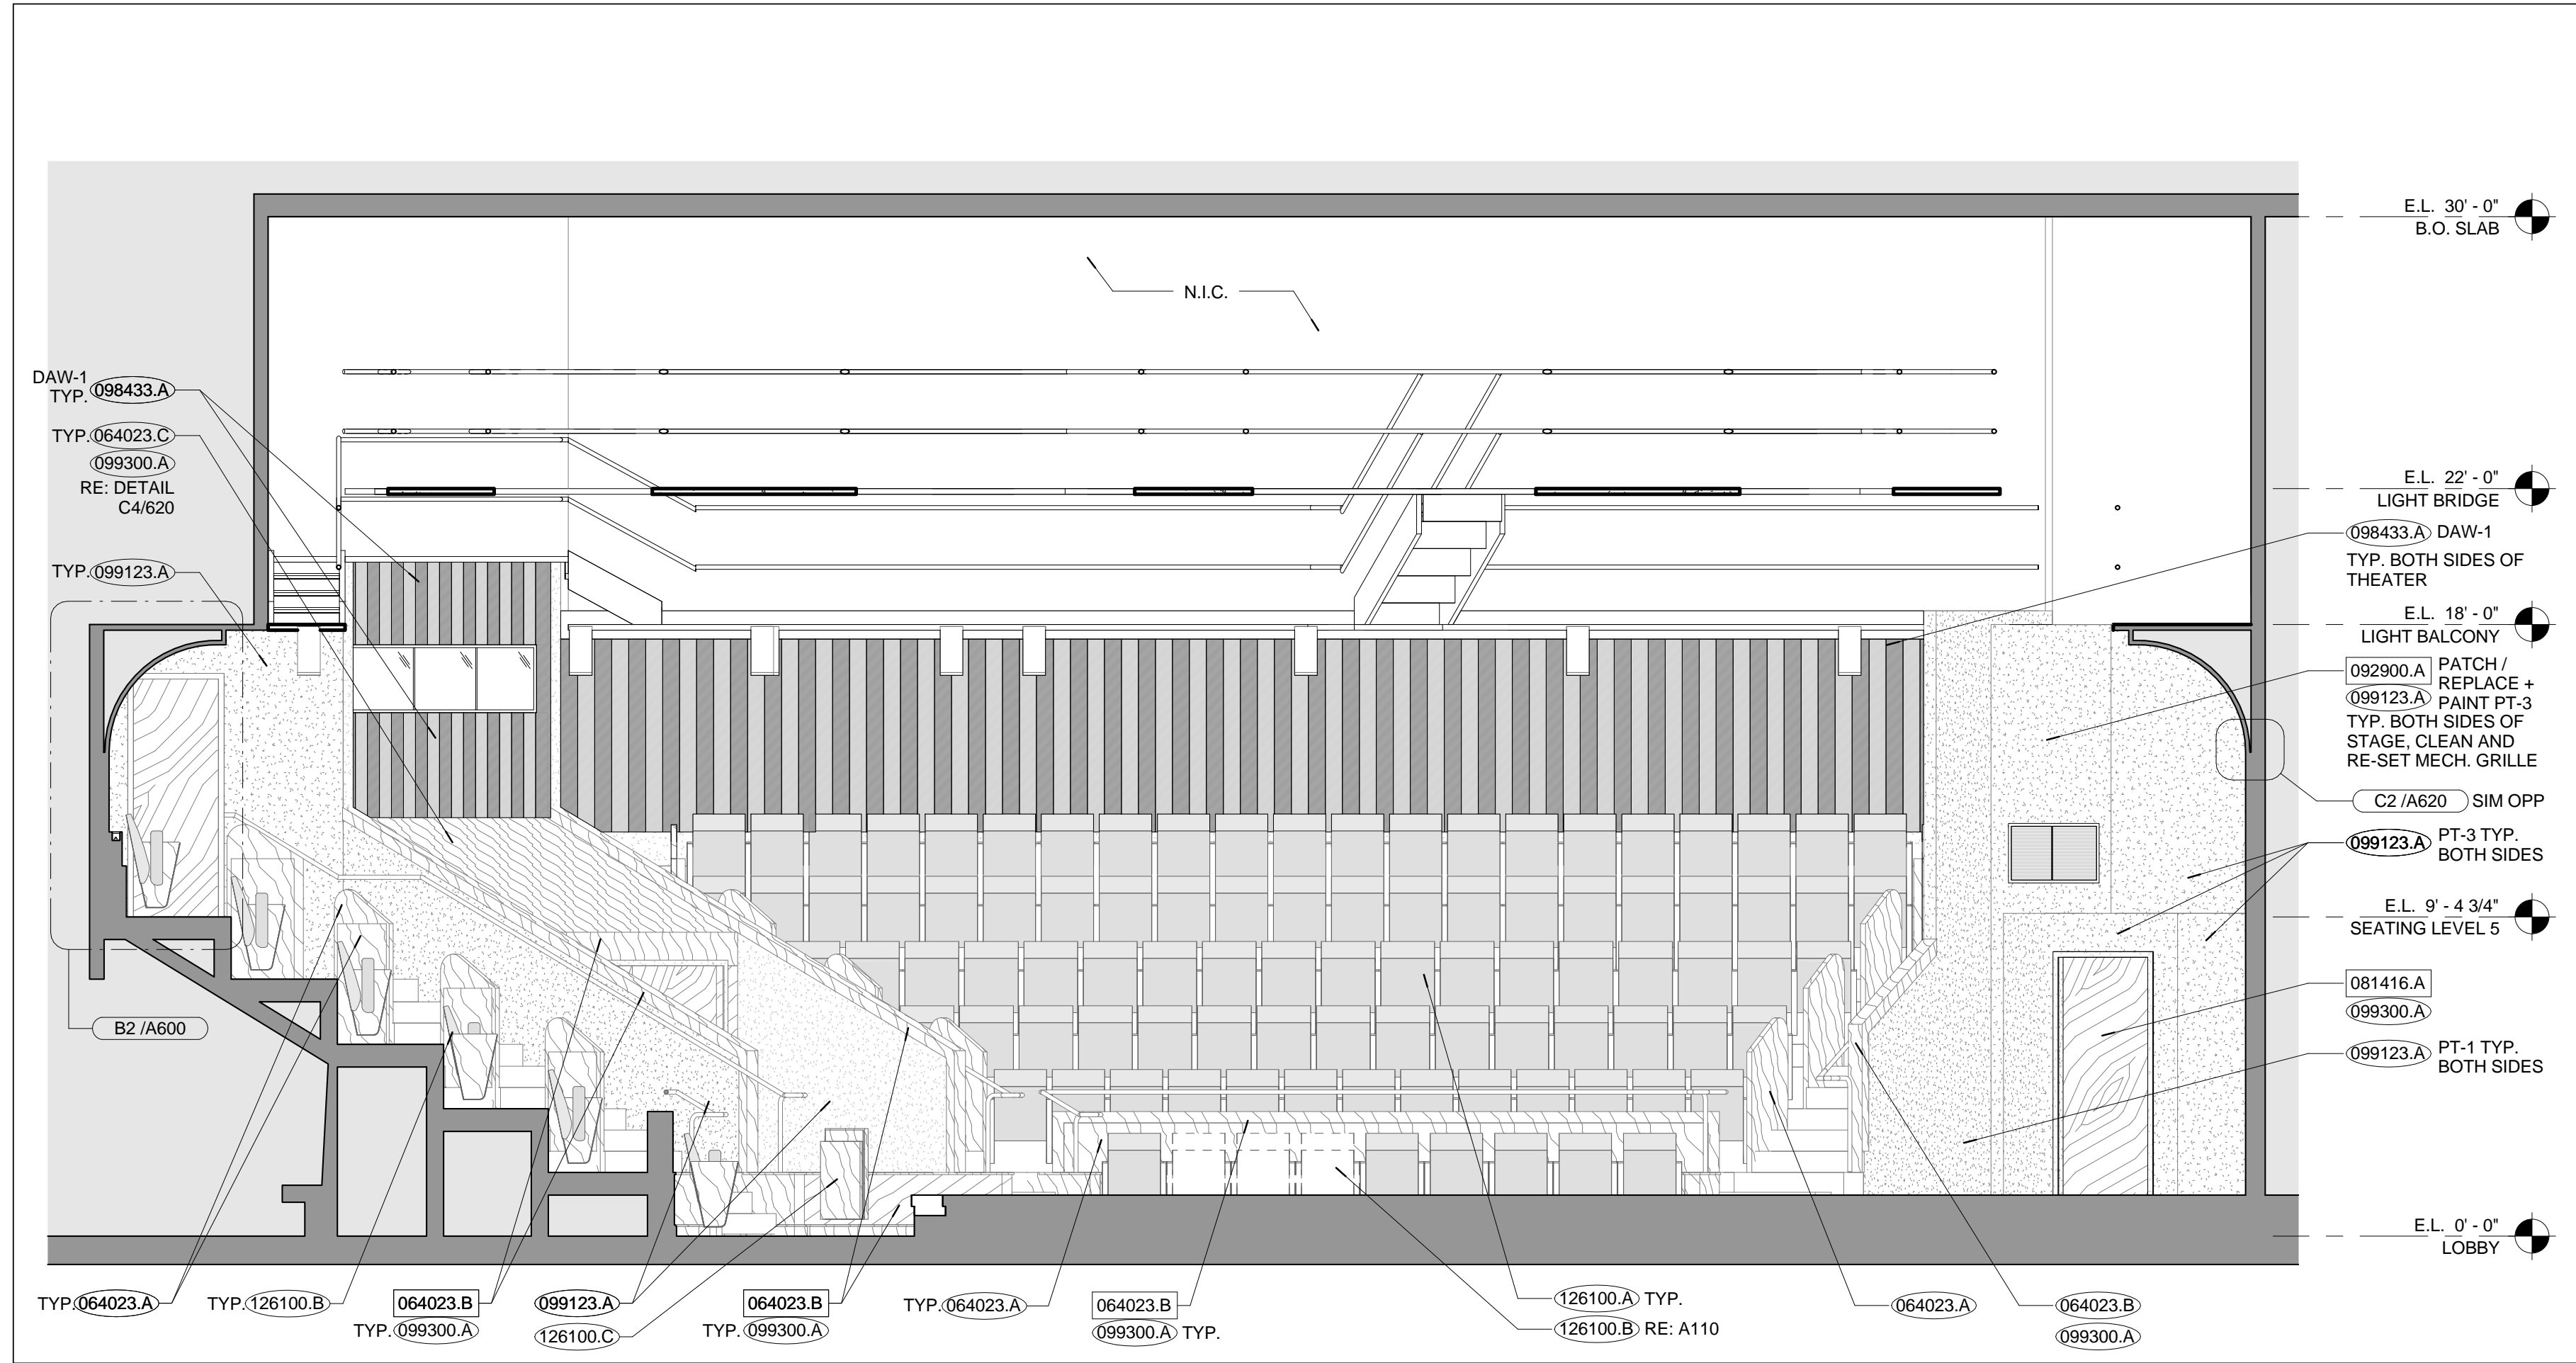 E.L. 30' - 0"
B.O. SLAB
N.I.C.
DAW-1
TYP. 098433.A
TYP. 064023.C
099300.A
RE: DETAIL
C4/620
TYP. 099123.A
B2 /A600
E.L. 22' - 0"
LIGHT BRIDGE
098433.A DAW-1
TYP. BOTH SIDES OF
THEATER
E.L. 18' - 0"
LIGHT BALCONY
092900.A PATCH /
REPLACE +
099123.A PAINT PT-3
TYP. BOTH SIDES OF
STAGE, CLEAN AND
RE-SET MECH. GRILLE
C2 /A620 SIM OPP
099123.A PT-3 TYP.
BOTH SIDES
E.L. 9' - 4 3/4"
SEATING LEVEL 5
081416.A
099300.A
099123.A PT-1 TYP.
BOTH SIDES
E.L. 0' - 0"
LOBBY
TYP. 064023.A
TYP. 126100.B
064023.B
TYP. 099300.A
099123.A
126100.C
064023.B
TYP. 099300.A
TYP. 064023.A
064023.B
099300.A TYP.
126100.A TYP.
126100.B RE: A110
064023.A
064023.B
099300.A